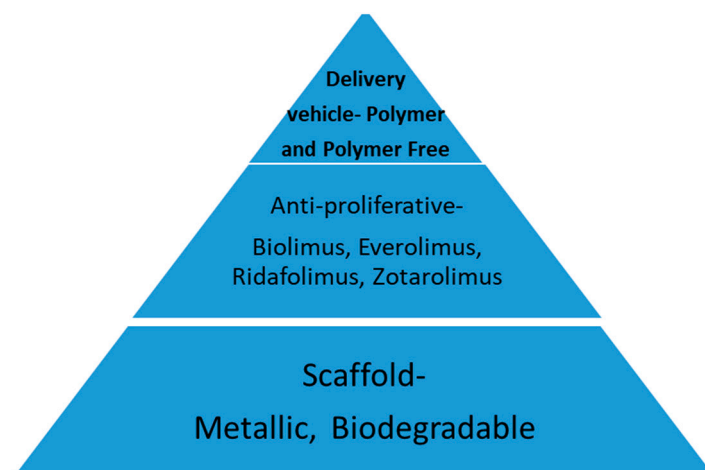 Delivery
vehicle- Polymer
and Polymer Free
Anti-proliferative-
Biolimus, Everolimus,
Ridafolimus, Zotarolimus
Scaffold-
Metallic, Biodegradable